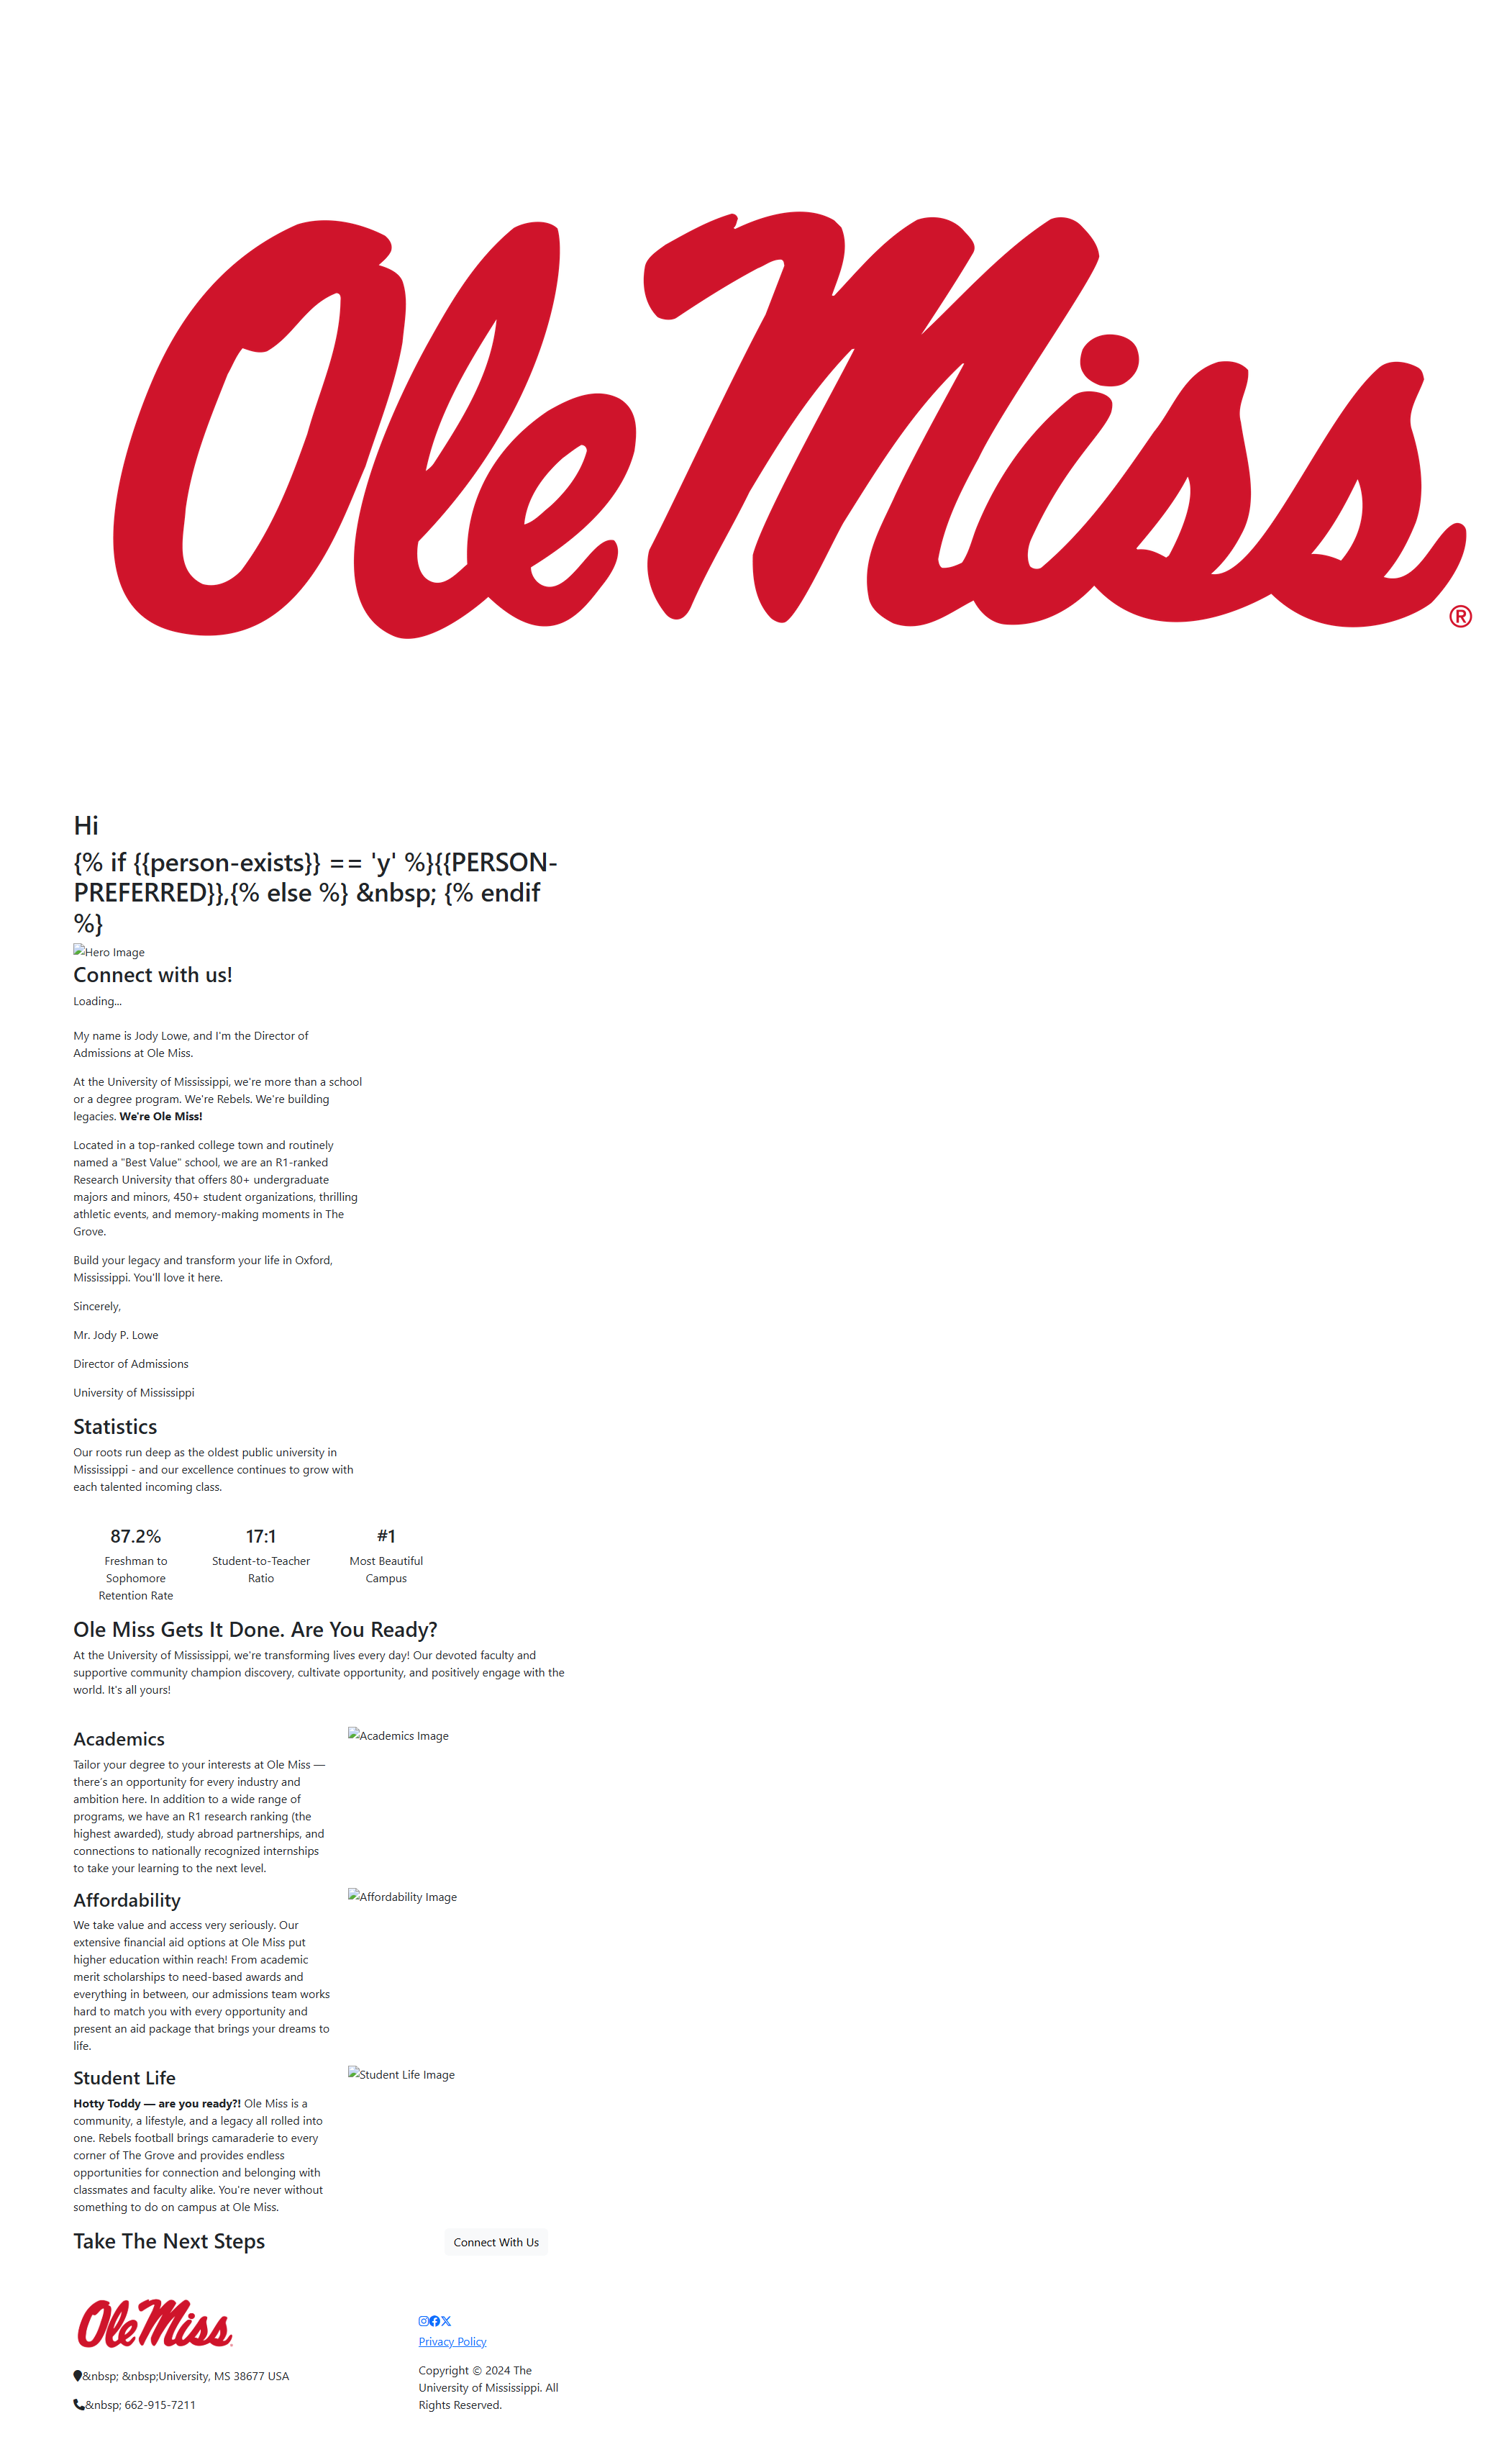 Ole Miss®
Hi
{% if {{person-exists}} == 'y' %}{{PERSON-
PREFERRED}},{% else %} &nbsp; {% endif
%}
Hero Image
Connect with us!
Loading...
My name is Jody Lowe, and I'm the Director of
Admissions at Ole Miss.
At the University of Mississippi, we're more than a school
or a degree program. We're Rebels. We're building
legacies. We're Ole Miss!
Located in a top-ranked college town and routinely
named a "Best Value" school, we are an R1-ranked
Research University that offers 80+ undergraduate
majors and minors, 450+ student organizations, thrilling
athletic events, and memory-making moments in The
Grove.
Build your legacy and transform your life in Oxford,
Mississippi. You'll love it here.
Sincerely,
Mr. Jody P. Lowe
Director of Admissions
University of Mississippi
Statistics
Our roots run deep as the oldest public university in
Mississippi - and our excellence continues to grow with
each talented incoming class.
87.2%
Freshman to
Sophomore
Retention Rate
17:1
Student-to-Teacher
Ratio
#1
Most Beautiful
Campus
Ole Miss Gets It Done. Are You Ready?
At the University of Mississippi, we're transforming lives every day! Our devoted faculty and
supportive community champion discovery, cultivate opportunity, and positively engage with the
world. It's all yours!
Academics
Tailor your degree to your interests at Ole Miss —
there's an opportunity for every industry and
ambition here. In addition to a wide range of
programs, we have an R1 research ranking (the
highest awarded), study abroad partnerships, and
connections to nationally recognized internships
to take your learning to the next level.
Academics Image
Affordability
We take value and access very seriously. Our
extensive financial aid options at Ole Miss put
higher education within reach! From academic
merit scholarships to need-based awards and
everything in between, our admissions team works
hard to match you with every opportunity and
present an aid package that brings your dreams to
life.
Affordability Image
Student Life
Hotty Toddy — are you ready?! Ole Miss is a
community, a lifestyle, and a legacy all rolled into
one. Rebels football brings camaraderie to every
corner of The Grove and provides endless
opportunities for connection and belonging with
classmates and faculty alike. You're never without
something to do on campus at Ole Miss.
Student Life Image
Take The Next Steps
Connect With Us
Ole Miss
&nbsp; &nbsp;University, MS 38677 USA
&nbsp; 662-915-7211
Privacy Policy
Copyright © 2024 The
University of Mississippi. All
Rights Reserved.